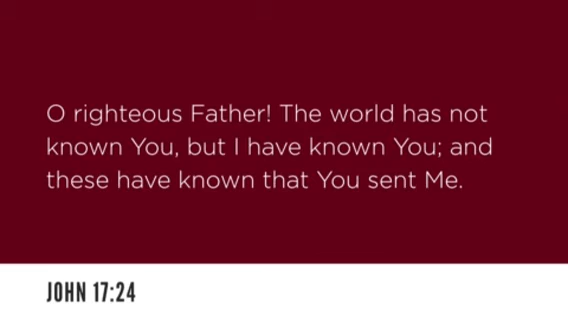 O righteous Father! The world has not
known You, but I have known You; and
these have known that You sent Me.
JOHN 17:24